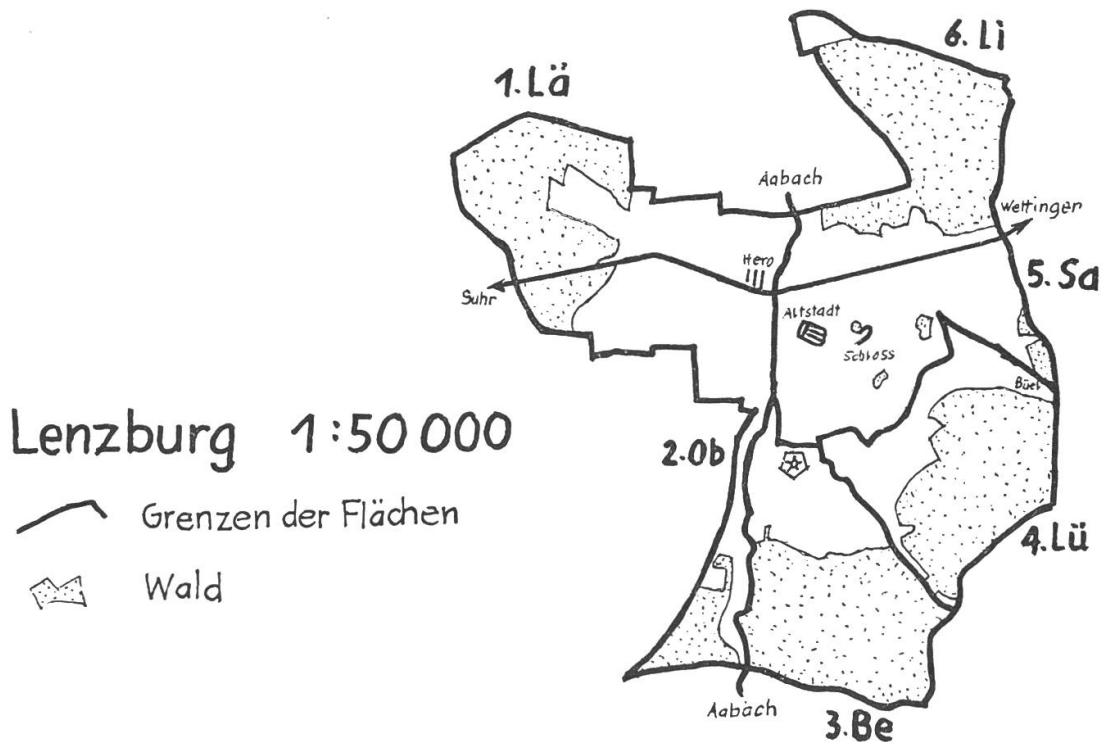 6. Li
1. Lä
Aabach
Wettingen
Hero
5. Sa
Suhr
Altstadt
Schloss
Büel
Lenzburg 1:50 000
2. Ob
Grenzen der Flächen
4. Lü
Wald
Aabach
3. Be